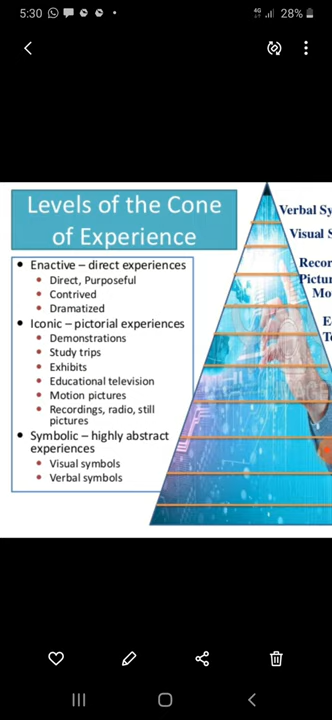 5:30
4G
28%
Levels of the Cone
of Experience
• Enactive – direct experiences
• Direct, Purposeful
• Contrived
• Dramatized
• Iconic – pictorial experiences
• Demonstrations
• Study trips
• Exhibits
• Educational television
• Motion pictures
• Recordings, radio, still
pictures
• Symbolic – highly abstract
experiences
• Visual symbols
• Verbal symbols
Verbal Sy
Visual S
Recor
Pictur
Mo
E
Te